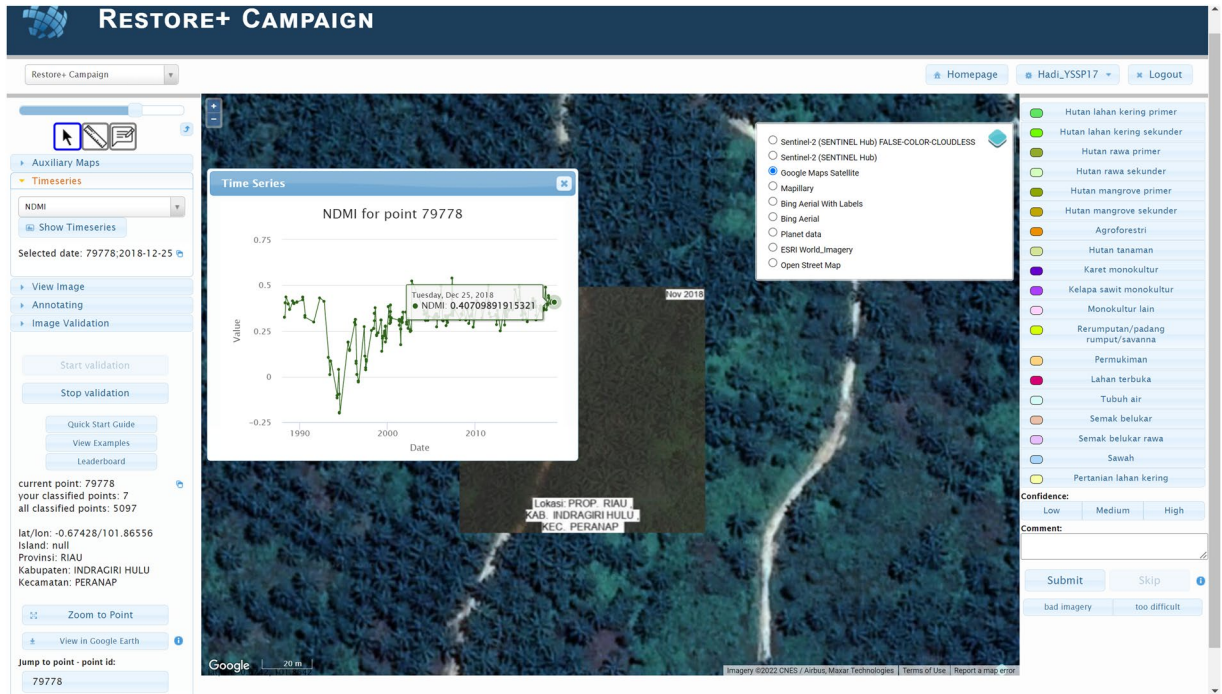 RESTORE+ CAMPAIGN
Restore+ Campaign
Homepage
Hadi_YSSP17
Logout
Auxiliary Maps
Timeseries
NDMI
Show Timeseries
Selected date: 79778;2018-12-25
View Image
Annotating
Image Validation
Start validation
Stop validation
Quick Start Guide
View Examples
Leaderboard
current point: 79778
your classified points: 7
all classified points: 5097
lat/lon: -0.67428/101.86556
Island: null
Provinsi: RIAU
Kabupaten: INDRAGIRI HULU
Kecamatan: PERANAP
Zoom to Point
View in Google Earth
Jump to point - point id:
79778
+
−
Time Series
NDMI for point 79778
0.75
0.5
0.25
0
-0.25
Value
1990 2000 2010
Date
Tuesday, Dec 25, 2018
NDMI: 0.40709891915321
Sentinel-2 (SENTINEL Hub) FALSE-COLOR-CLOUDLESS
Sentinel-2 (SENTINEL Hub)
Google Maps Satellite
Mapillary
Bing Aerial With Labels
Bing Aerial
Planet data
ESRI World_Imagery
Open Street Map
Nov 2018
Lokasi: PROP. RIAU ,
KAB. INDRAGIRI HULU ,
KEC. PERANAP
Google
20 m
Imagery ©2022 CNES / Airbus, Maxar Technologies
Terms of Use
Report a map error
Hutan lahan kering primer
Hutan lahan kering sekunder
Hutan rawa primer
Hutan rawa sekunder
Hutan mangrove primer
Hutan mangrove sekunder
Agroforestri
Hutan tanaman
Karet monokultur
Kelapa sawit monokultur
Monokultur lain
Rerumputan/padang
rumput/savanna
Permukiman
Lahan terbuka
Tubuh air
Semak belukar
Semak belukar rawa
Sawah
Pertanian lahan kering
Confidence:
Low Medium High
Comment:
Submit
Skip
bad imagery
too difficult